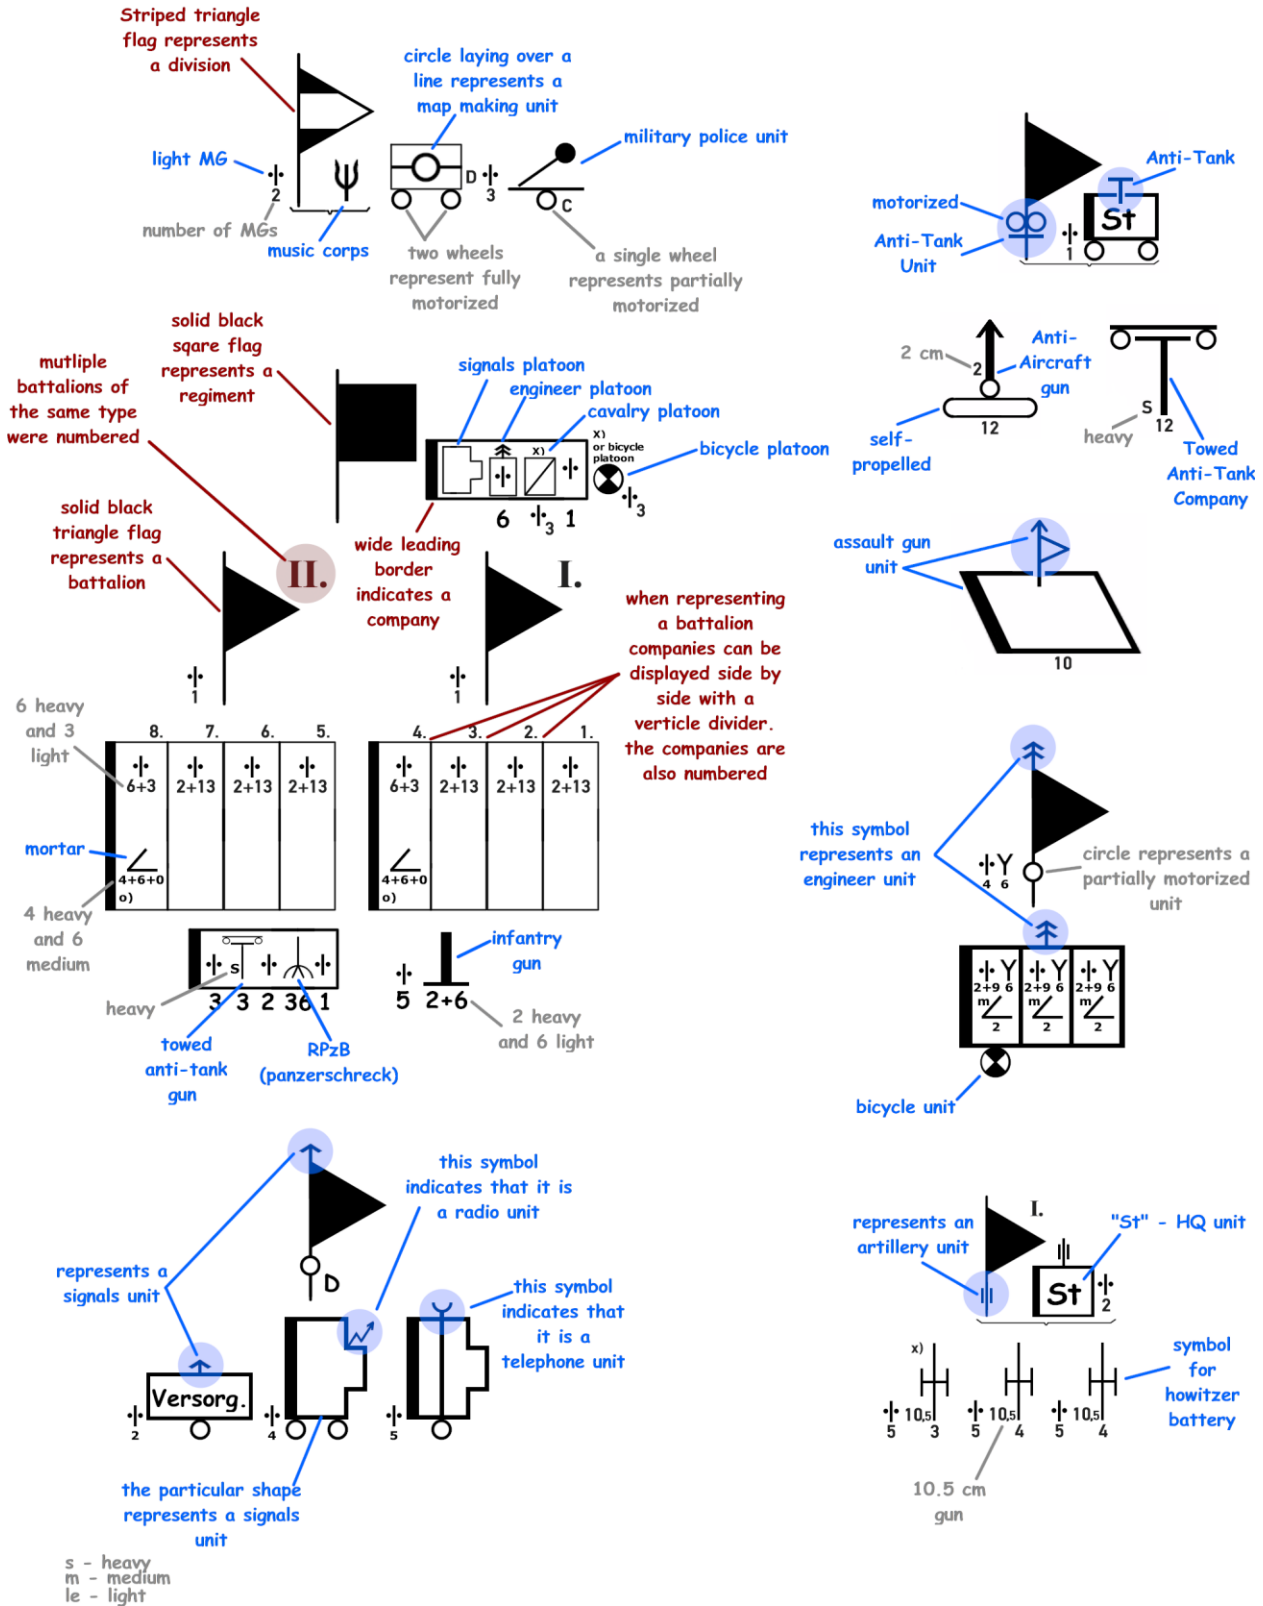 Striped triangle
flag represents
a division
circle laying over a
line represents a
map making unit
military police unit
light MG
2
D
3
C
number of MGs
music corps
two wheels
represent fully
motorized
a single wheel
represents partially
motorized
Anti-Tank
motorized
St
Anti-Tank
Unit
1
solid black
sqare flag
represents a
regiment
mutliple
battalions of
the same type
were numbered
signals platoon
engineer platoon
cavalry platoon
X)
X)
or bicycle
platoon
bicycle platoon
6
3
1
3
2 cm
2
Anti-
Aircraft
gun
12
self-
propelled
S
12
heavy
Towed
Anti-Tank
Company
solid black
triangle flag
represents a
battalion
II.
wide leading
border
indicates a
company
I.
when representing
a battalion
companies can be
displayed side by
side with a
verticle divider.
the companies are
also numbered
assault gun
unit
10
1
1
6 heavy
and 3
light
8.
7.
6.
5.
4.
3.
2.
1.
6+3
2+13
2+13
2+13
6+3
2+13
2+13
2+13
mortar
4+6+0
o)
4+6+0
o)
4 heavy
and 6
medium
this symbol
represents an
engineer unit
4 6
circle represents a
partially motorized
unit
s
3 3 2 36 1
heavy
towed
anti-tank
gun
RPzB
(panzerschreck)
infantry
gun
5
2+6
2 heavy
and 6 light
2+9 6
2+9 6
2+9 6
m
m
m
2
2
2
bicycle unit
this symbol
indicates that it is
a radio unit
D
represents a
signals unit
this symbol
indicates that
it is a
telephone unit
Versorg.
2
4
5
the particular shape
represents a signals
unit
represents an
artillery unit
I.
"St" - HQ unit
St
2
x)
5
10,5
3
5
10,5
4
5
10,5
4
symbol
for
howitzer
battery
10.5 cm
gun
s - heavy
m - medium
le - light